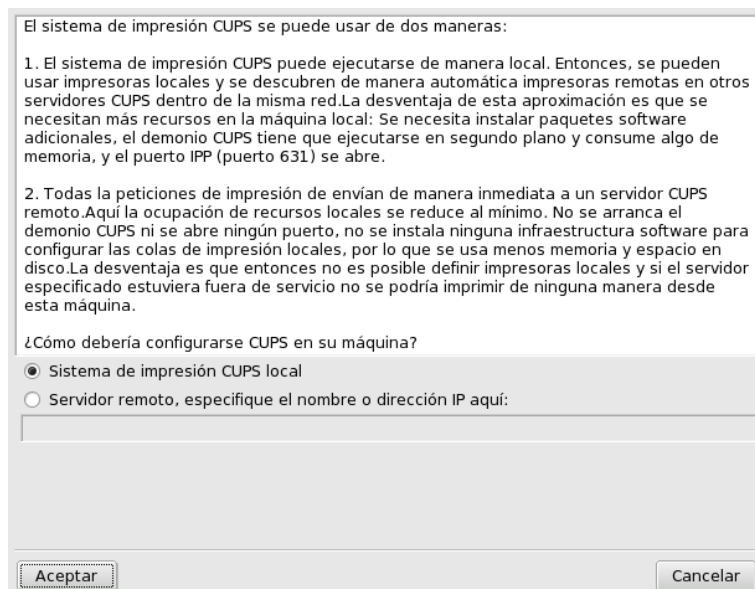 El sistema de impresión CUPS se puede usar de dos maneras:
1. El sistema de impresión CUPS puede ejecutarse de manera local. Entonces, se pueden
usar impresoras locales y se descubren de manera automática impresoras remotas en otros
servidores CUPS dentro de la misma red.La desventaja de esta aproximación es que se
necesitan más recursos en la máquina local: Se necesita instalar paquetes software
adicionales, el demonio CUPS tiene que ejecutarse en segundo plano y consume algo de
memoria, y el puerto IPP (puerto 631) se abre.
2. Todas la peticiones de impresión de envían de manera inmediata a un servidor CUPS
remoto.Aquí la ocupación de recursos locales se reduce al mínimo. No se arranca el
demonio CUPS ni se abre ningún puerto, no se instala ninguna infraestructura software para
configurar las colas de impresión locales, por lo que se usa menos memoria y espacio en
disco.La desventaja es que entonces no es posible definir impresoras locales y si el servidor
especificado estuviera fuera de servicio no se podría imprimir de ninguna manera desde
esta máquina.
¿Cómo debería configurarse CUPS en su máquina?
Sistema de impresión CUPS local
Servidor remoto, especifique el nombre o dirección IP aquí:
Aceptar
Cancelar